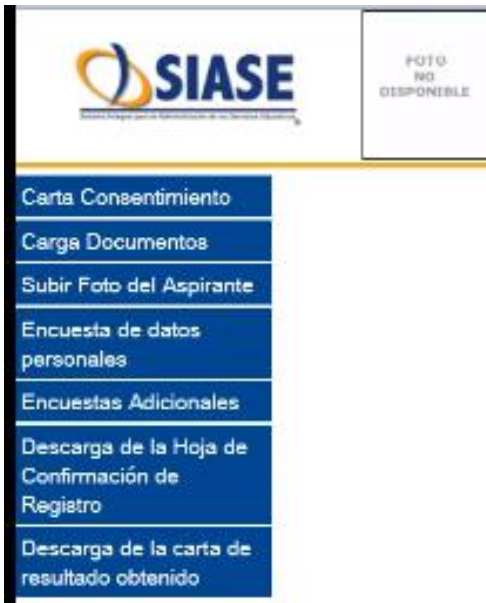 SIASE
FOTO
NO
DISPONIBLE
Carta Consentimiento
Carga Documentos
Subir Foto del Aspirante
Encuesta de datos
personales
Encuestas Adicionales
Descarga de la Hoja de
Confirmación de
Registro
Descarga de la carta de
resultado obtenido